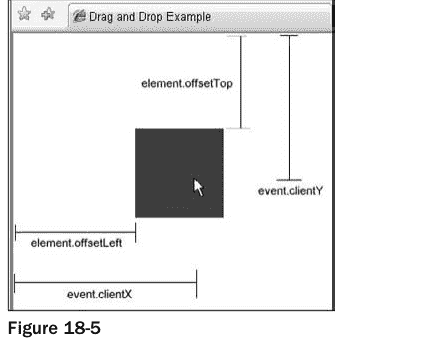 Drag and Drop Example
element.offsetTop
event.clientY
element.offsetLeft
event.clientX
Figure 18-5